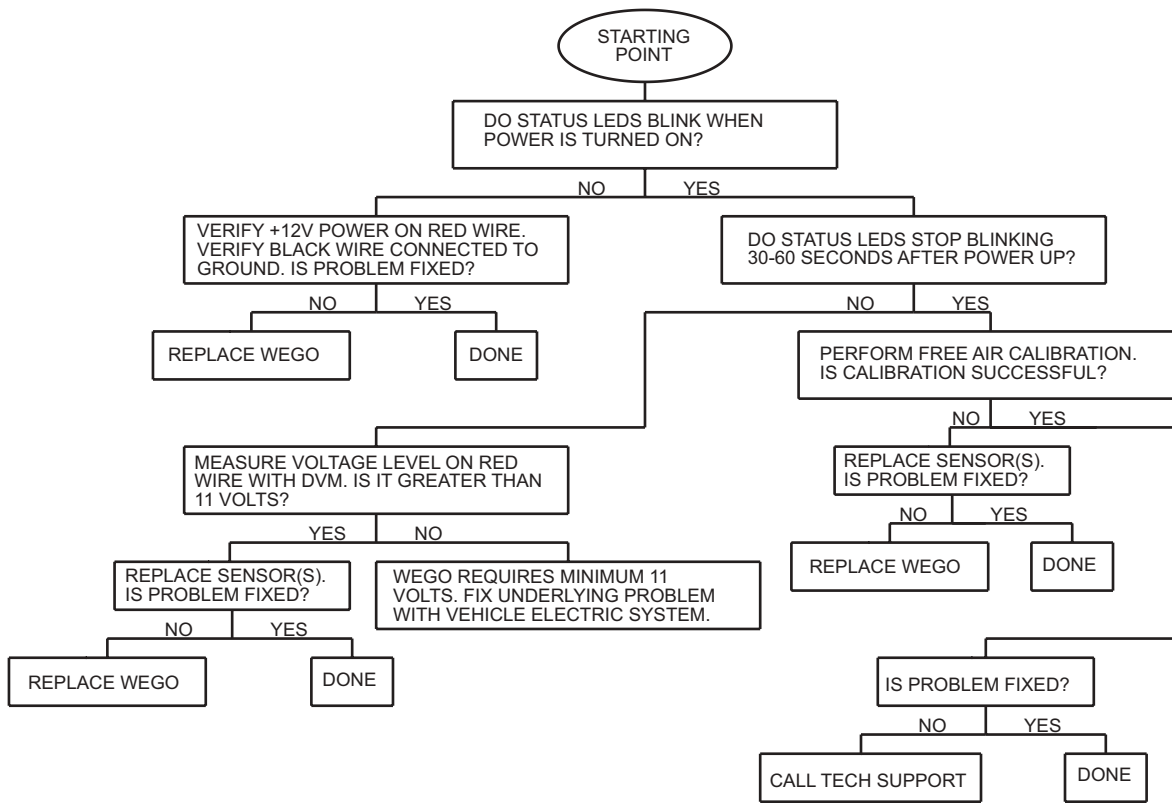 STARTING
POINT
DO STATUS LEDS BLINK WHEN
POWER IS TURNED ON?
NO
YES
VERIFY +12V POWER ON RED WIRE.
VERIFY BLACK WIRE CONNECTED TO
GROUND. IS PROBLEM FIXED?
DO STATUS LEDS STOP BLINKING
30-60 SECONDS AFTER POWER UP?
NO
YES
NO
YES
REPLACE WEGO
DONE
PERFORM FREE AIR CALIBRATION.
IS CALIBRATION SUCCESSFUL?
NO
YES
MEASURE VOLTAGE LEVEL ON RED
WIRE WITH DVM. IS IT GREATER THAN
11 VOLTS?
REPLACE SENSOR(S).
IS PROBLEM FIXED?
YES
NO
NO
YES
REPLACE SENSOR(S).
IS PROBLEM FIXED?
WEGO REQUIRES MINIMUM 11
VOLTS. FIX UNDERLYING PROBLEM
WITH VEHICLE ELECTRIC SYSTEM.
REPLACE WEGO
DONE
NO
YES
REPLACE WEGO
DONE
IS PROBLEM FIXED?
NO
YES
CALL TECH SUPPORT
DONE